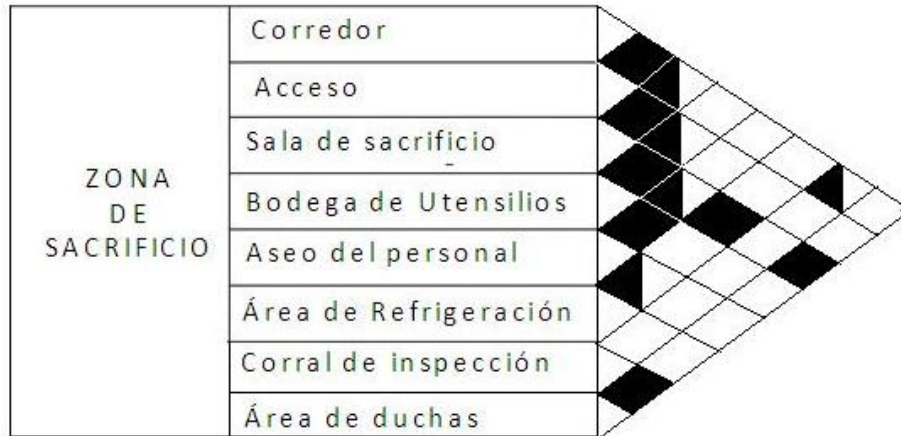 ZONA
DE
SACRIFICIO
Corredor
Acceso
Sala de sacrificio
Bodega de Utensilios
Aseo del personal
Área de Refrigeración
Corral de inspección
Área de duchas